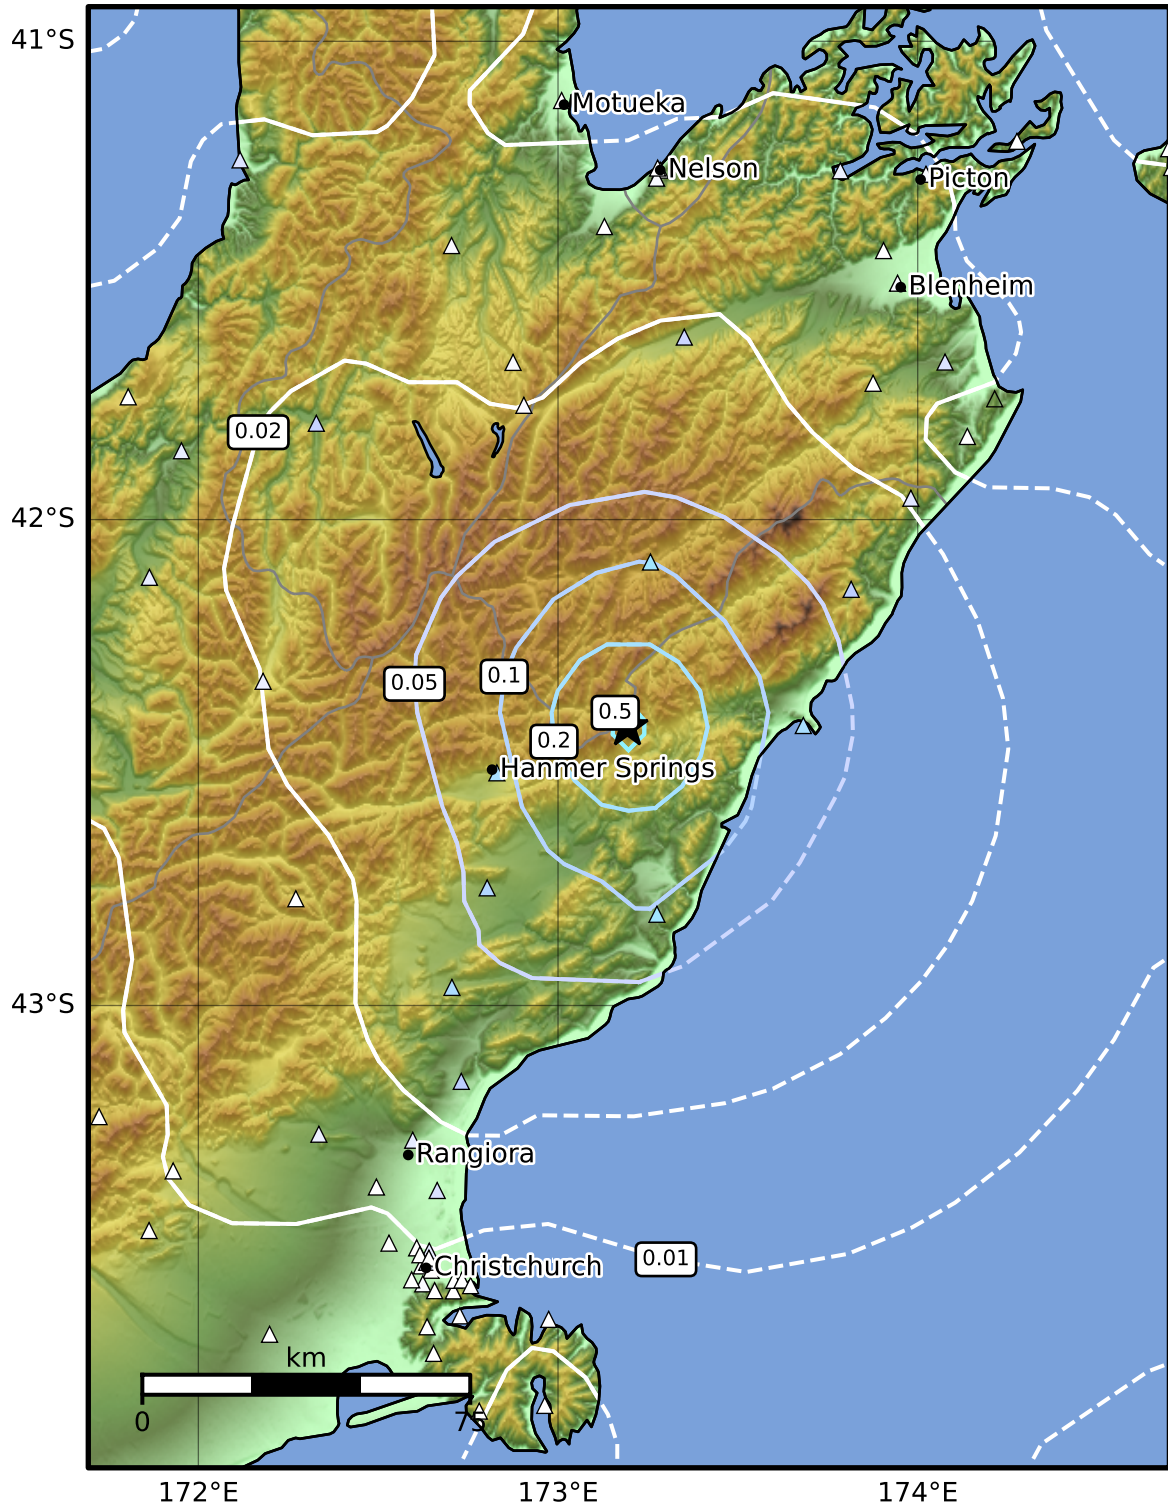 41°S
Motueka
Nelson
Picton
Blenheim
0.02
42°S
0.05
0.1
0.5
0.2
Hanmer Springs
43°S
Rangiora
0.01
Christchurch
km
0
75
172°E
173°E
174°E